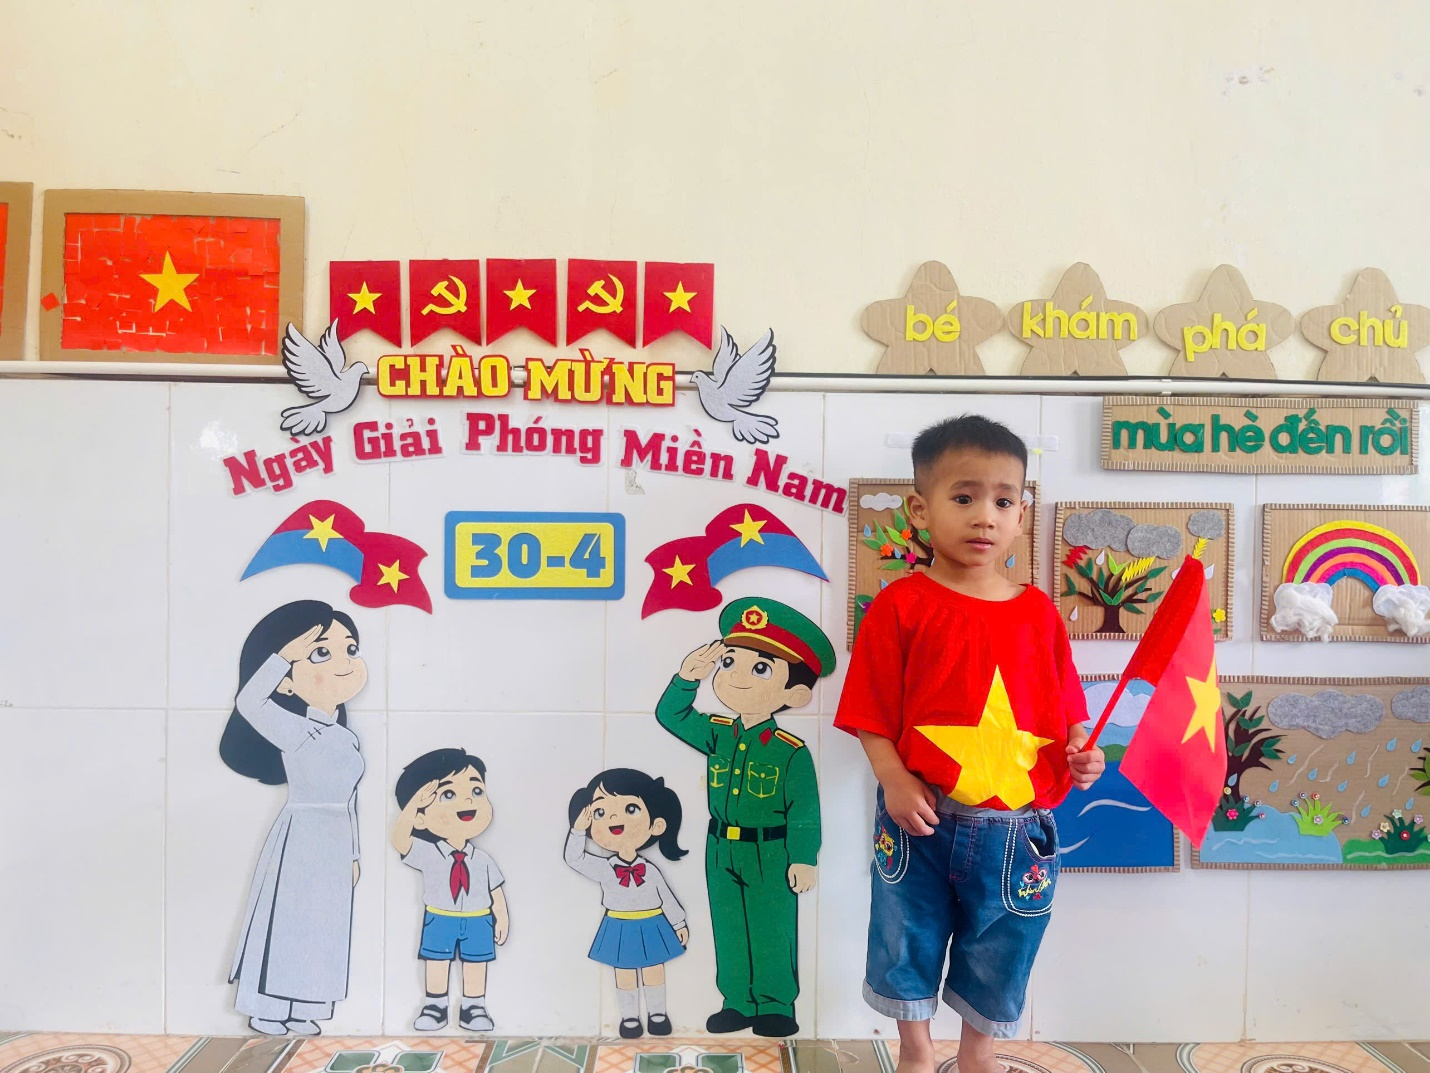 CHÀO MỪNG
Ngày Giải Phóng Miền Nam
30-4
bé khám phá chủ
mùa hè đến rồi